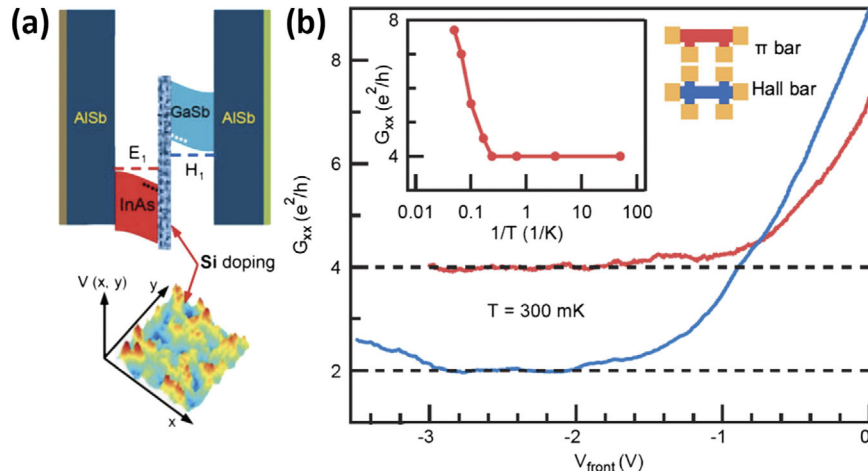 (a)
AlSb
GaSb
AlSb
E1
H1
InAs
Si doping
V (x, y)
y
x
(b)
Gxx (e²/h)
8
6
4
2
-3
-2
-1
0
Vfront (V)
T = 300 mK
Gxx (e²/h)
8
4
0.01
0.1
1
10
100
1/T (1/K)
π bar
Hall bar